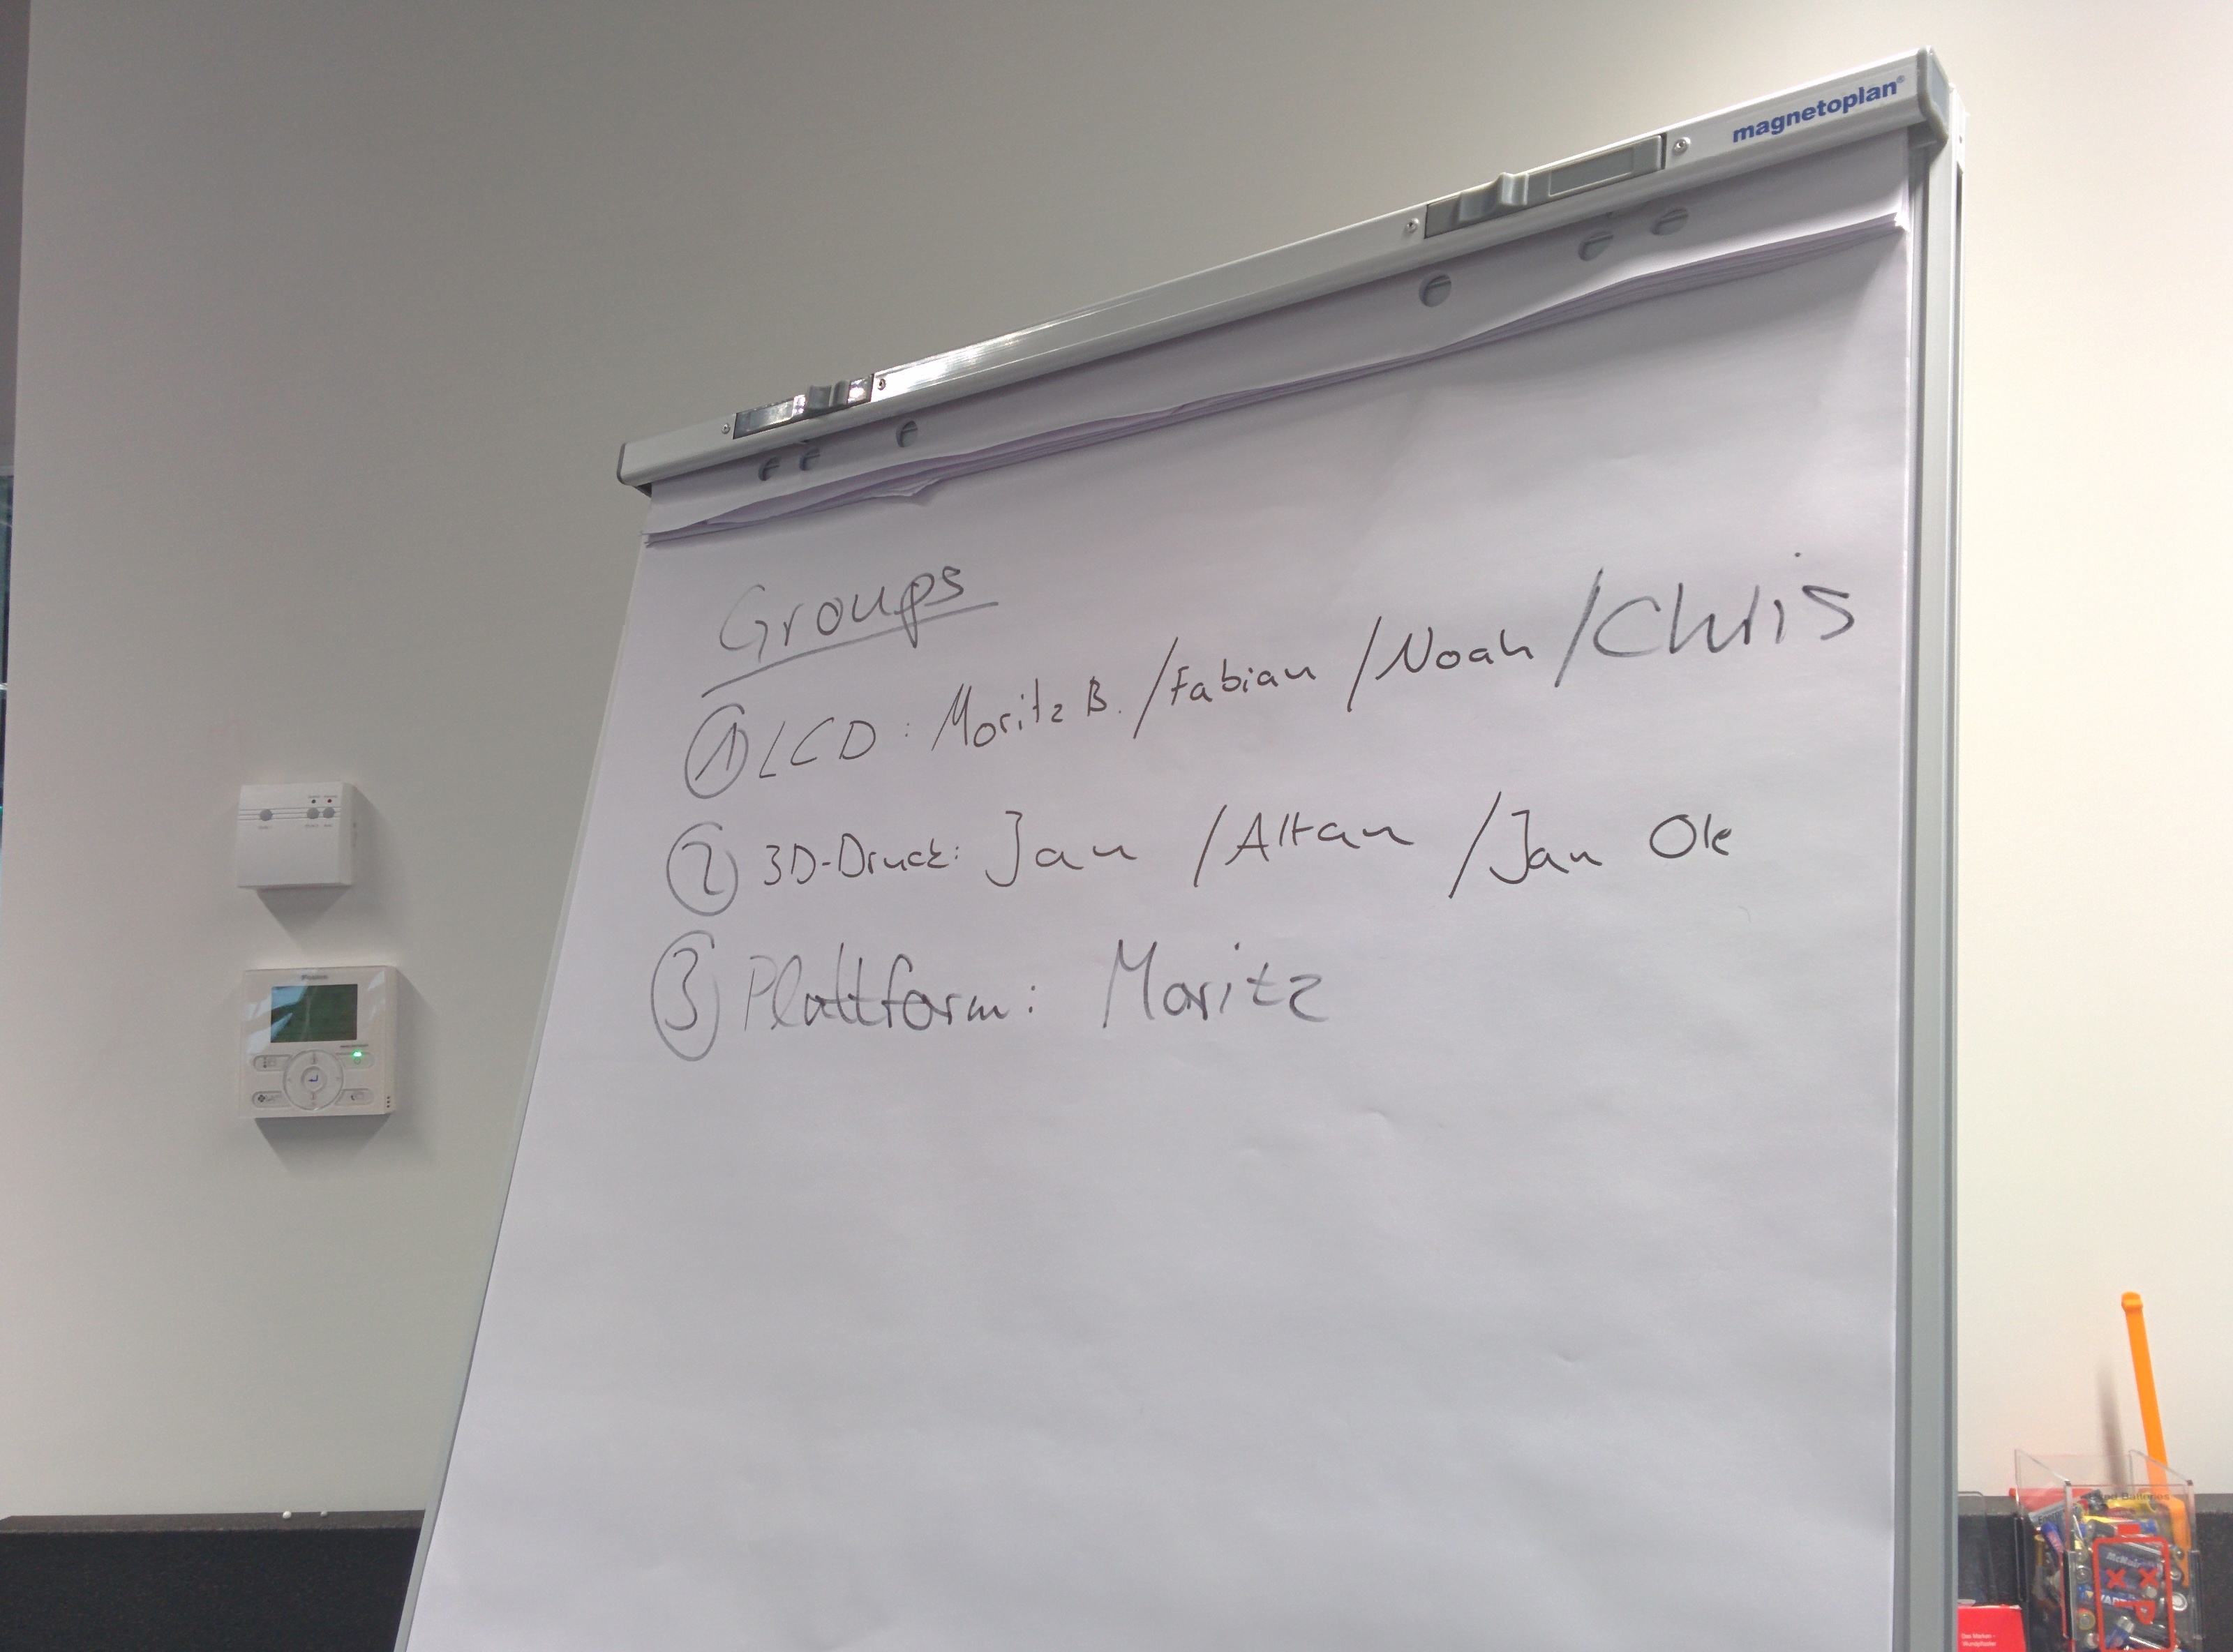 magnetoplan®
Groups
① LCD: Moritz B. /Fabian /Noah /Chris
② 3D-Druck: Jan /Altan /Jan Ole
③ Plattform: Moritz